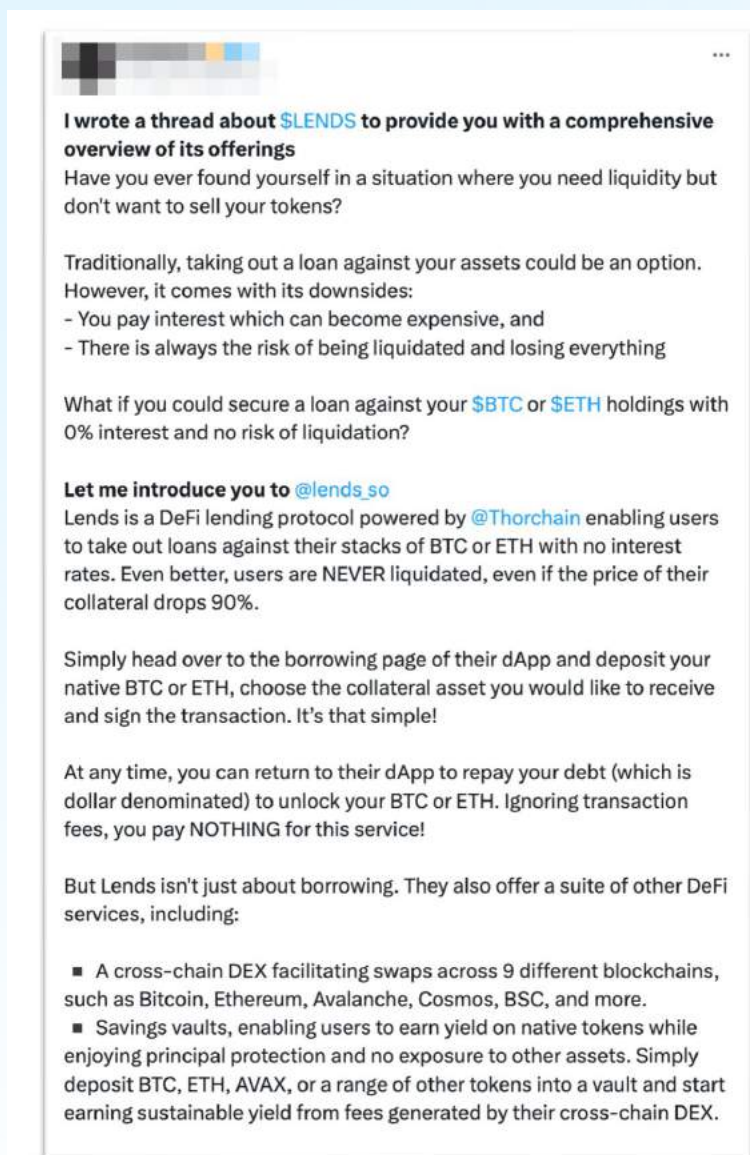 I wrote a thread about $LENDS to provide you with a comprehensive
overview of its offerings
Have you ever found yourself in a situation where you need liquidity but
don't want to sell your tokens?
Traditionally, taking out a loan against your assets could be an option.
However, it comes with its downsides:
- You pay interest which can become expensive, and
- There is always the risk of being liquidated and losing everything
What if you could secure a loan against your $BTC or $ETH holdings with
0% interest and no risk of liquidation?
Let me introduce you to @lends_so
Lends is a DeFi lending protocol powered by @Thorchain enabling users
to take out loans against their stacks of BTC or ETH with no interest
rates. Even better, users are NEVER liquidated, even if the price of their
collateral drops 90%.
Simply head over to the borrowing page of their dApp and deposit your
native BTC or ETH, choose the collateral asset you would like to receive
and sign the transaction. It’s that simple!
At any time, you can return to their dApp to repay your debt (which is
dollar denominated) to unlock your BTC or ETH. Ignoring transaction
fees, you pay NOTHING for this service!
But Lends isn't just about borrowing. They also offer a suite of other DeFi
services, including:
▪ A cross-chain DEX facilitating swaps across 9 different blockchains,
such as Bitcoin, Ethereum, Avalanche, Cosmos, BSC, and more.
▪ Savings vaults, enabling users to earn yield on native tokens while
enjoying principal protection and no exposure to other assets. Simply
deposit BTC, ETH, AVAX, or a range of other tokens into a vault and start
earning sustainable yield from fees generated by their cross-chain DEX.